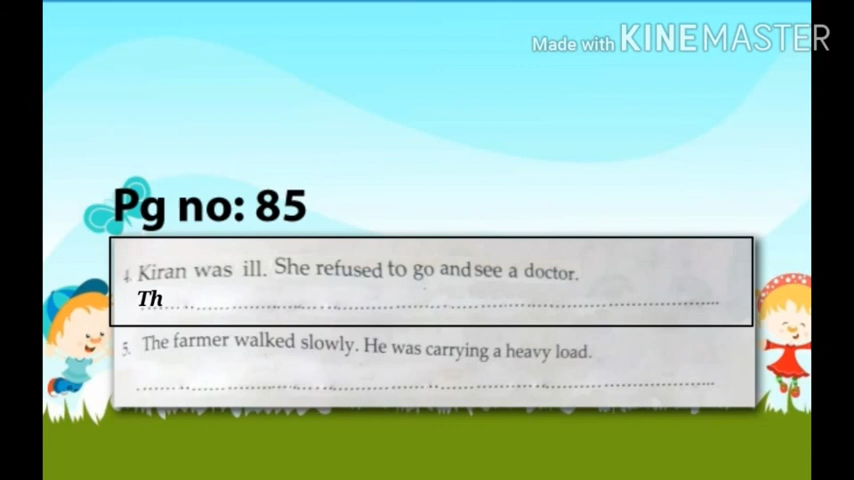 Made with KINEMASTER
Pg no: 85
4. Kiran was ill. She refused to go and see a doctor.
Th
5. The farmer walked slowly. He was carrying a heavy load.